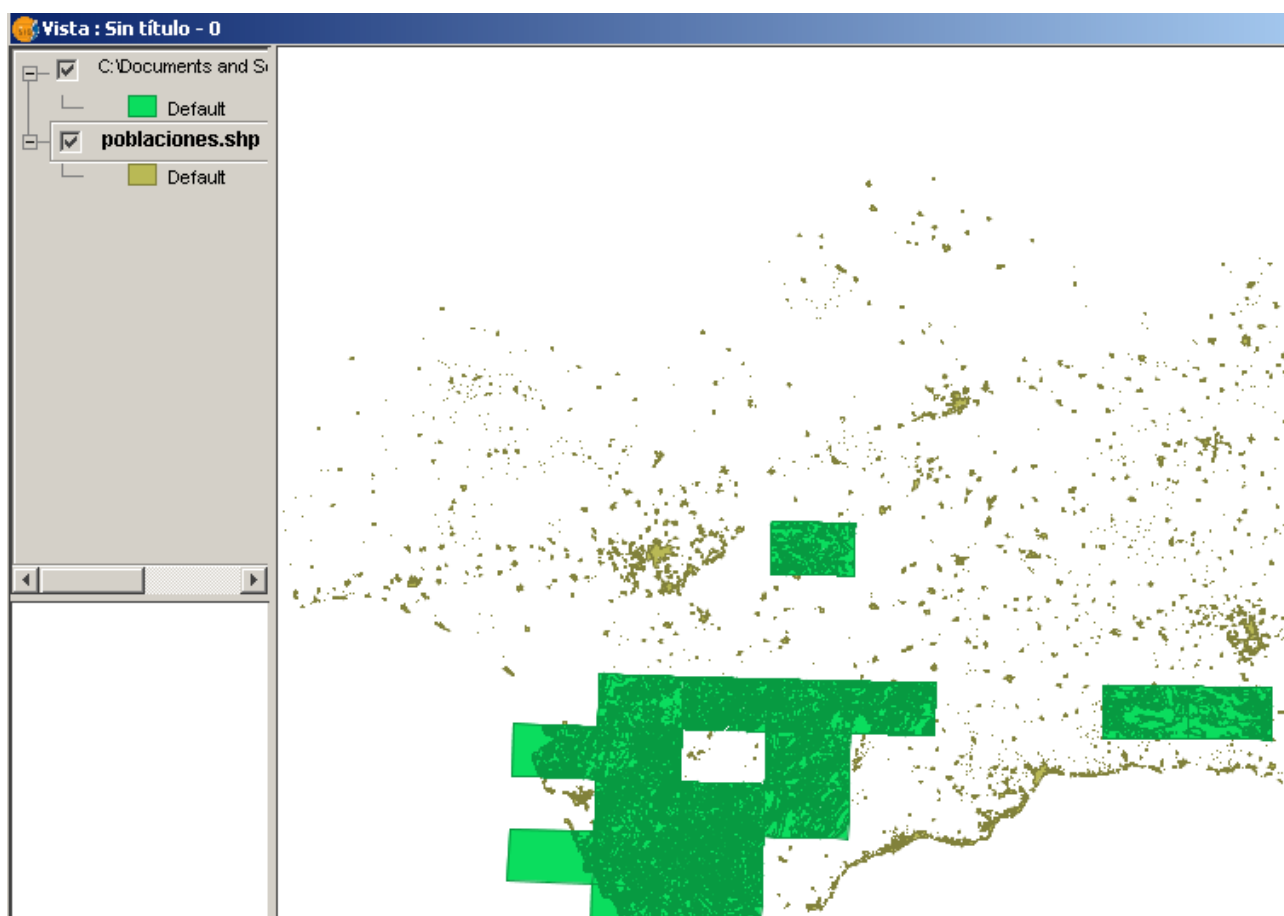 Vista : Sin título - 0
C:\Documents and S
Default
poblaciones.shp
Default